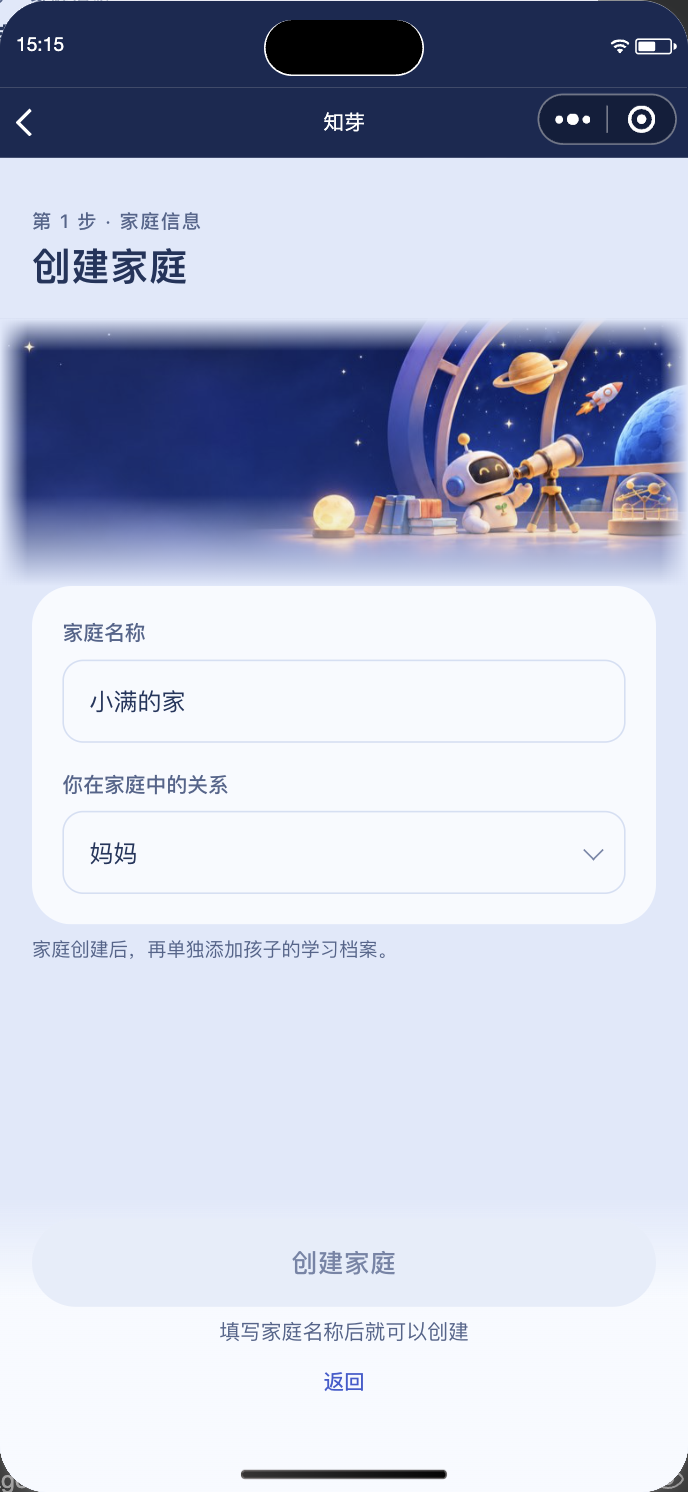 15:15
知芽
第 1 步 · 家庭信息
创建家庭
家庭名称
小满的家
你在家庭中的关系
妈妈
家庭创建后，再单独添加孩子的学习档案。
创建家庭
填写家庭名称后就可以创建
返回